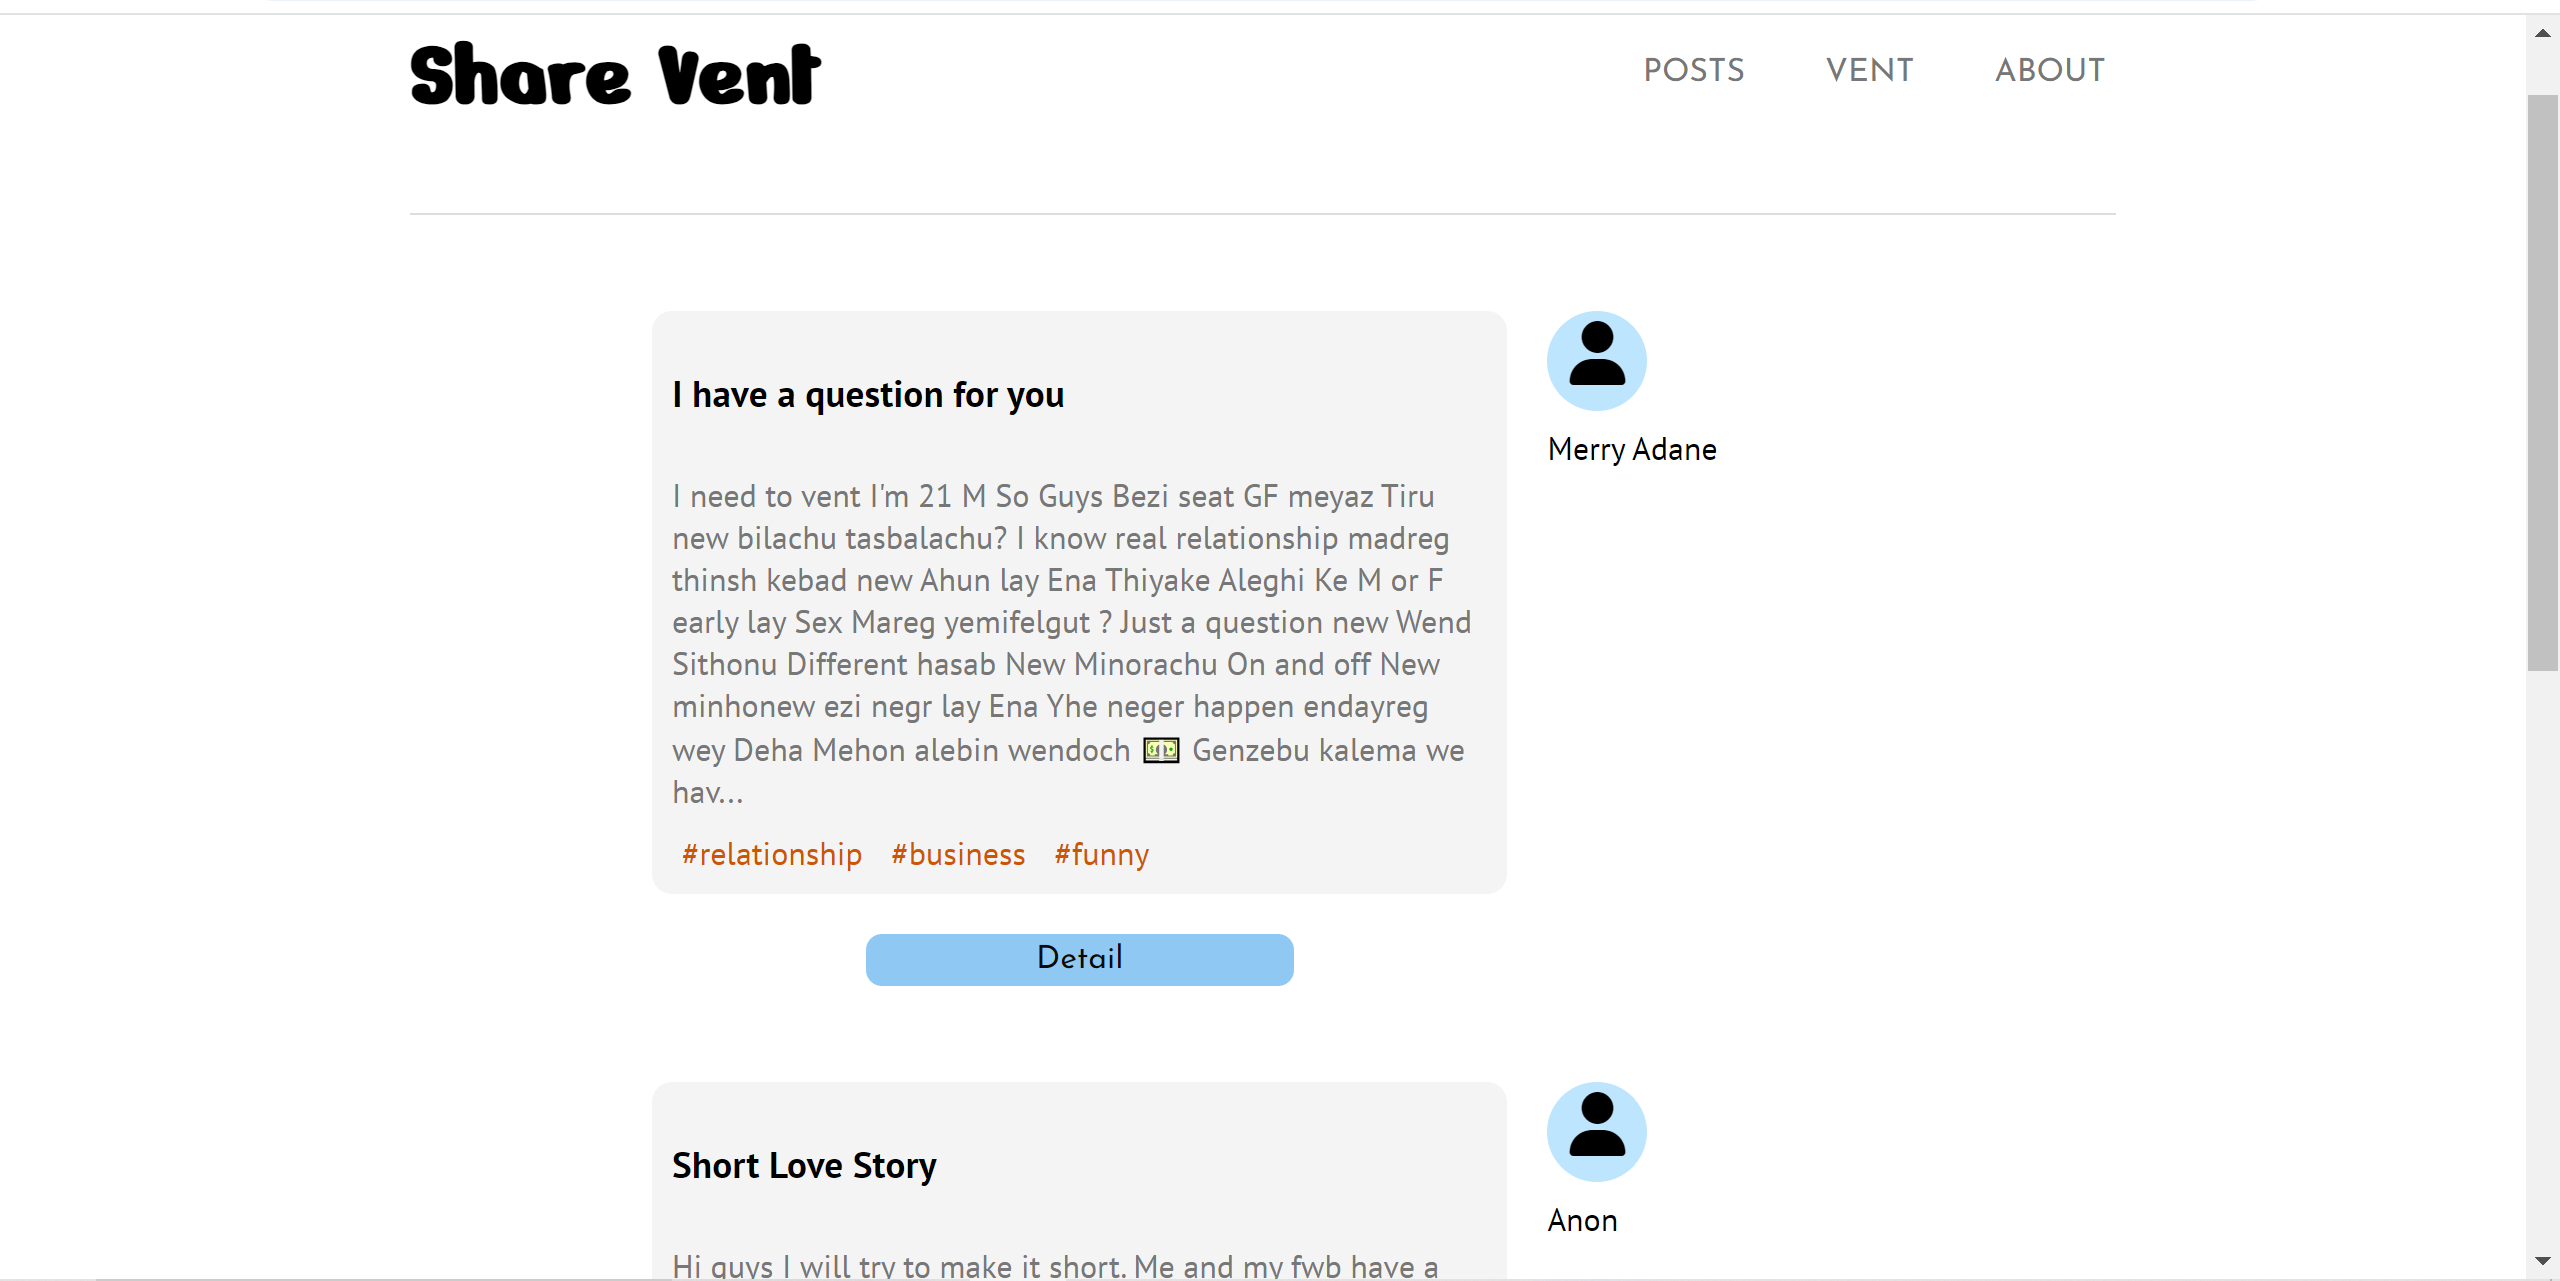 Share Vent
POSTS VENT ABOUT
I have a question for you
Merry Adane
I need to vent I'm 21 M So Guys Bezi seat GF meyaz Tiru
new bilachu tasbalachu? I know real relationship madreg
thinsh kebad new Ahun lay Ena Thiyake Aleghi Ke M or F
early lay Sex Mareg yemifelgut ? Just a question new Wend
Sithonu Different hasab New Minorachu On and off New
minhonew ezi negr lay Ena Yhe neger happen endayreg
wey Deha Mehon alebin wendoch 💵 Genzebu kalema we
hav...
#relationship #business #funny
Detail
Short Love Story
Anon
Hi guys I will try to make it short. Me and my fwb have a